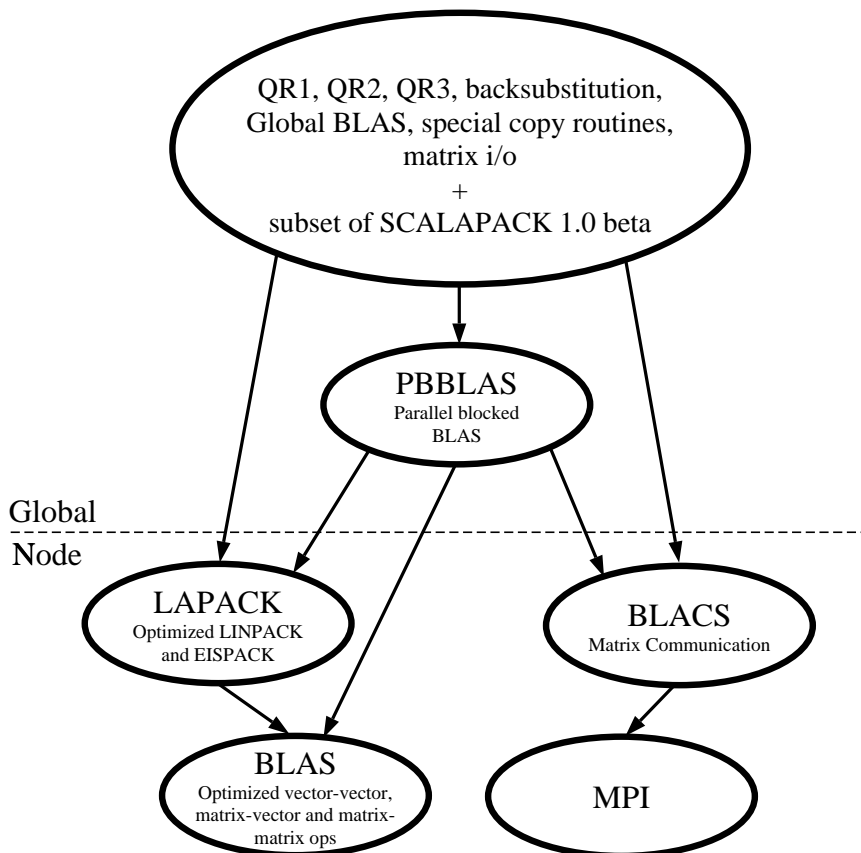 QR1, QR2, QR3, backsubstitution,
Global BLAS, special copy routines,
matrix i/o
+
subset of SCALAPACK 1.0 beta
PBBLAS
Parallel blocked
BLAS
Global
Node
LAPACK
Optimized LINPACK
and EISPACK
BLACS
Matrix Communication
BLAS
Optimized vector-vector,
matrix-vector and matrix-
matrix ops
MPI